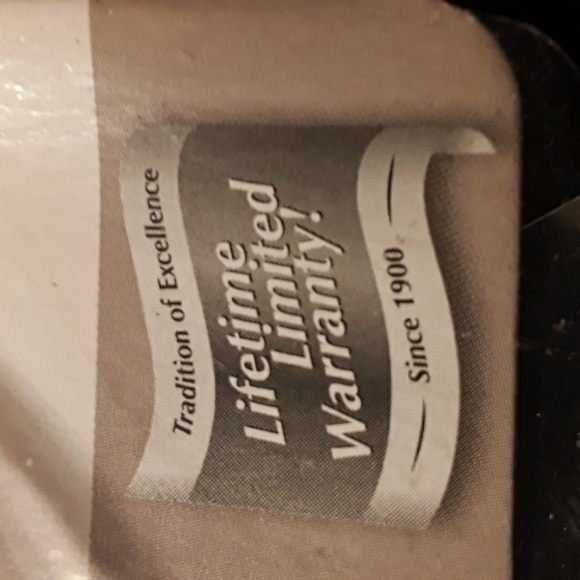 Tradition of Excellence
Lifetime
Limited
Warranty!
Since 1900